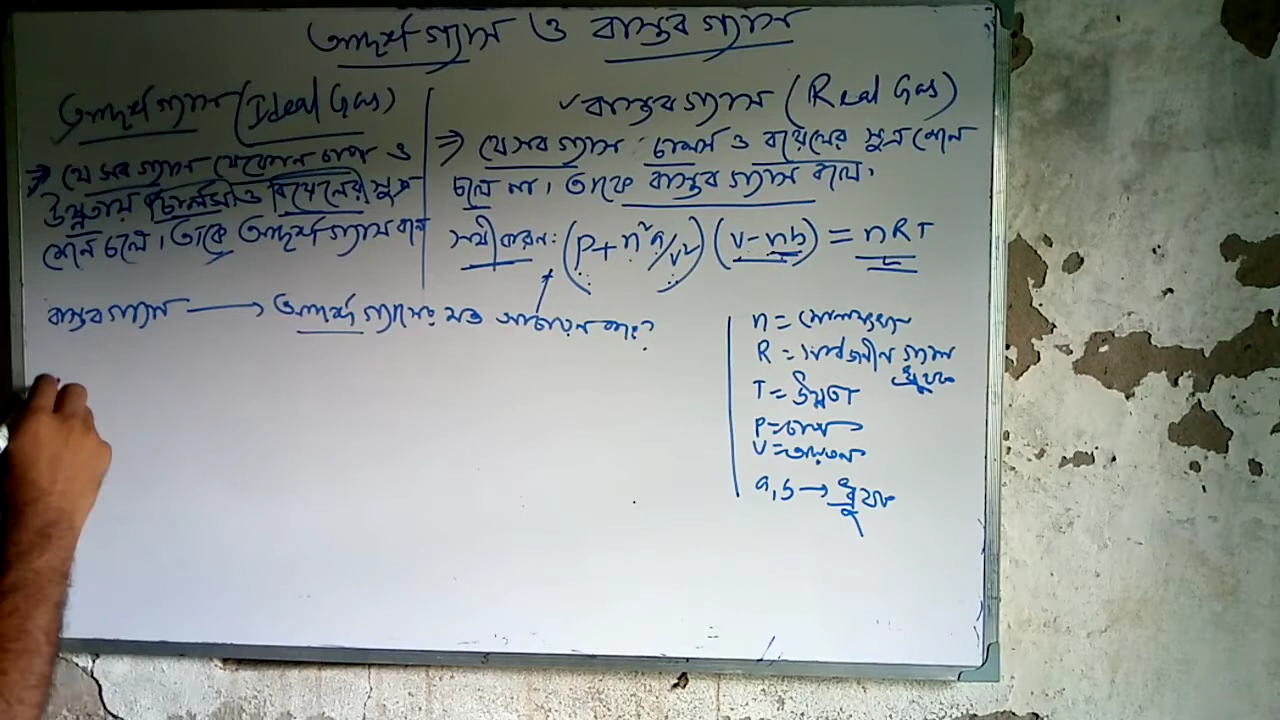 আদর্শ গ্যাস ও বাস্তব গ্যাস
আদর্শ গ্যাস (Ideal Gas)
⇒ যে সব গ্যাস যেকোন চাপ ও
উষ্ণতায় চার্লস ও বয়েলের সূত্র
মেনে চলে। তাকে আদর্শ গ্যাস বলে
√ বাস্তব গ্যাস (Real Gas)
⇒ যে সব গ্যাস চার্লস ও বয়েলের সূত্র মেনে
চলে না। তাকে বাস্তব গ্যাস বলে।
সমীকরণ: (P+n²a/v²) (v-nb) = nRT
বাস্তব গ্যাস → আদর্শ গ্যাসের মত আচরণ করে?
n = মোলসংখ্যা
R = সার্বজনীন গ্যাস
ধ্রুবক
T = উষ্ণতা
P = চাপ
V = আয়তন
a, b → ধ্রুবক